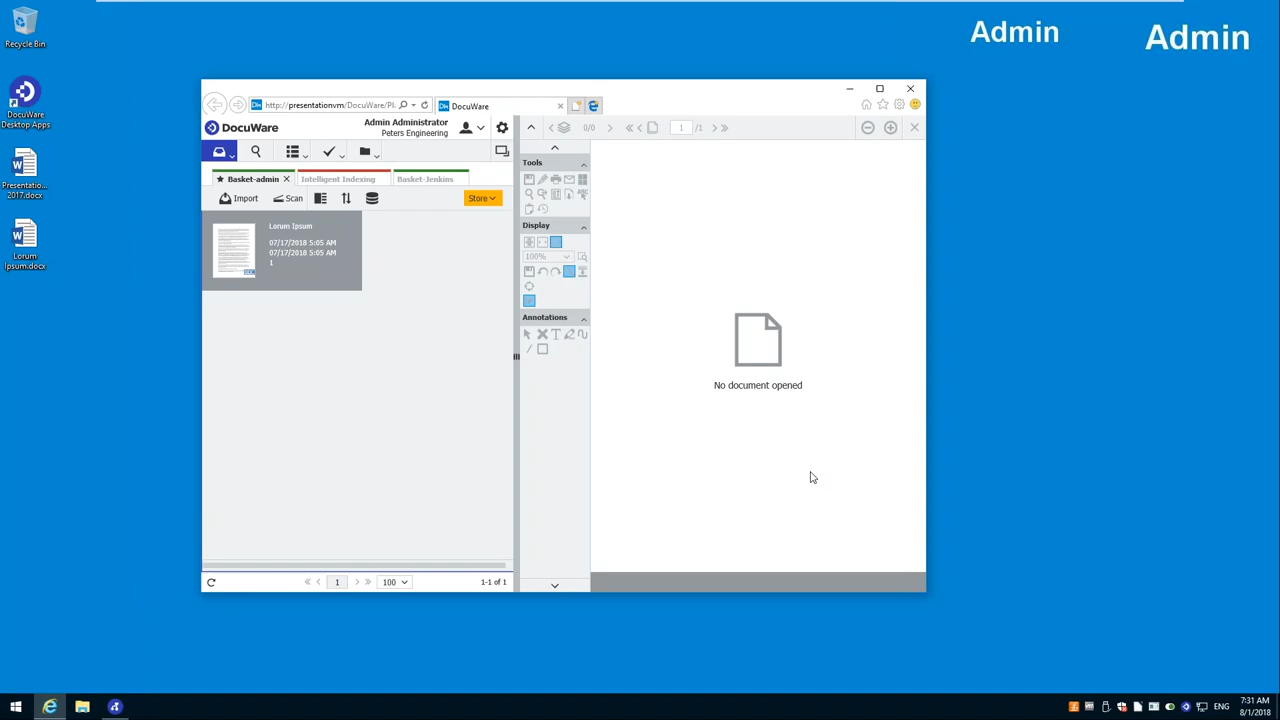 Recycle Bin
DocuWare
Desktop Apps
Presentatio...
2017.docx
Lorum
Ipsum.docx
Admin
Admin
http://presentationvm/DocuWare/Pl
DocuWare
DocuWare
Admin Administrator
Peters Engineering
0/0
1 /1
Basket-admin
Intelligent Indexing
Basket-Jenkins
Import
Scan
Store
Lorum Ipsum
07/17/2018 5:05 AM
07/17/2018 5:05 AM
1
Tools
Display
100%
Annotations
No document opened
1
100
1-1 of 1
ENG
7:31 AM
8/1/2018